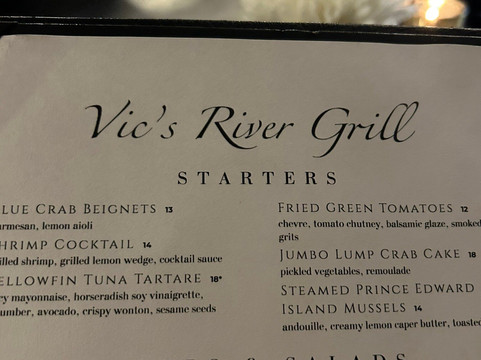 Vic's River Grill
STARTERS
LUE CRAB BEIGNETS 13
armesan, lemon aioli
HRIMP COCKTAIL 14
illed shrimp, grilled lemon wedge, cocktail sauce
ELLOWFIN TUNA TARTARE 18*
cy mayonnaise, horseradish soy vinaigrette,
umber, avocado, crispy wonton, sesame seeds
FRIED GREEN TOMATOES 12
chevre, tomato chutney, balsamic glaze, smoked
grits
JUMBO LUMP CRAB CAKE 18
pickled vegetables, remoulade
STEAMED PRINCE EDWARD
ISLAND MUSSELS 14
andouille, creamy lemon caper butter, toasted
& SALADS